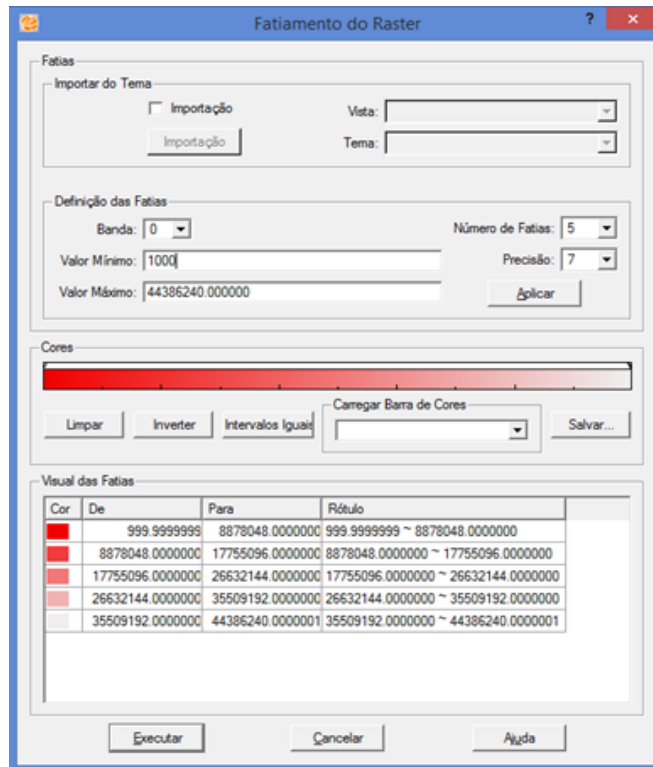 Fatiamento do Raster
?
Fatias
Importar do Tema
Importação
Vista:
Importação
Tema:
Definição das Fatias
Banda: 0
Número de Fatias: 5
Valor Mínimo: 1000
Precisão: 7
Valor Máximo: 44386240.000000
Aplicar
Cores
Limpar
Inverter
Intervalos Iguais
Carregar Barra de Cores
Salvar...
Visual das Fatias
Cor De Para Rótulo
999.9999999 8878048.0000000 999.9999999 ~ 8878048.0000000
8878048.0000000 17755096.0000000 8878048.0000000 ~ 17755096.0000000
17755096.0000000 26632144.0000000 17755096.0000000 ~ 26632144.0000000
26632144.0000000 35509192.0000000 26632144.0000000 ~ 35509192.0000000
35509192.0000000 44386240.0000001 35509192.0000000 ~ 44386240.0000001
Executar
Cancelar
Ajuda